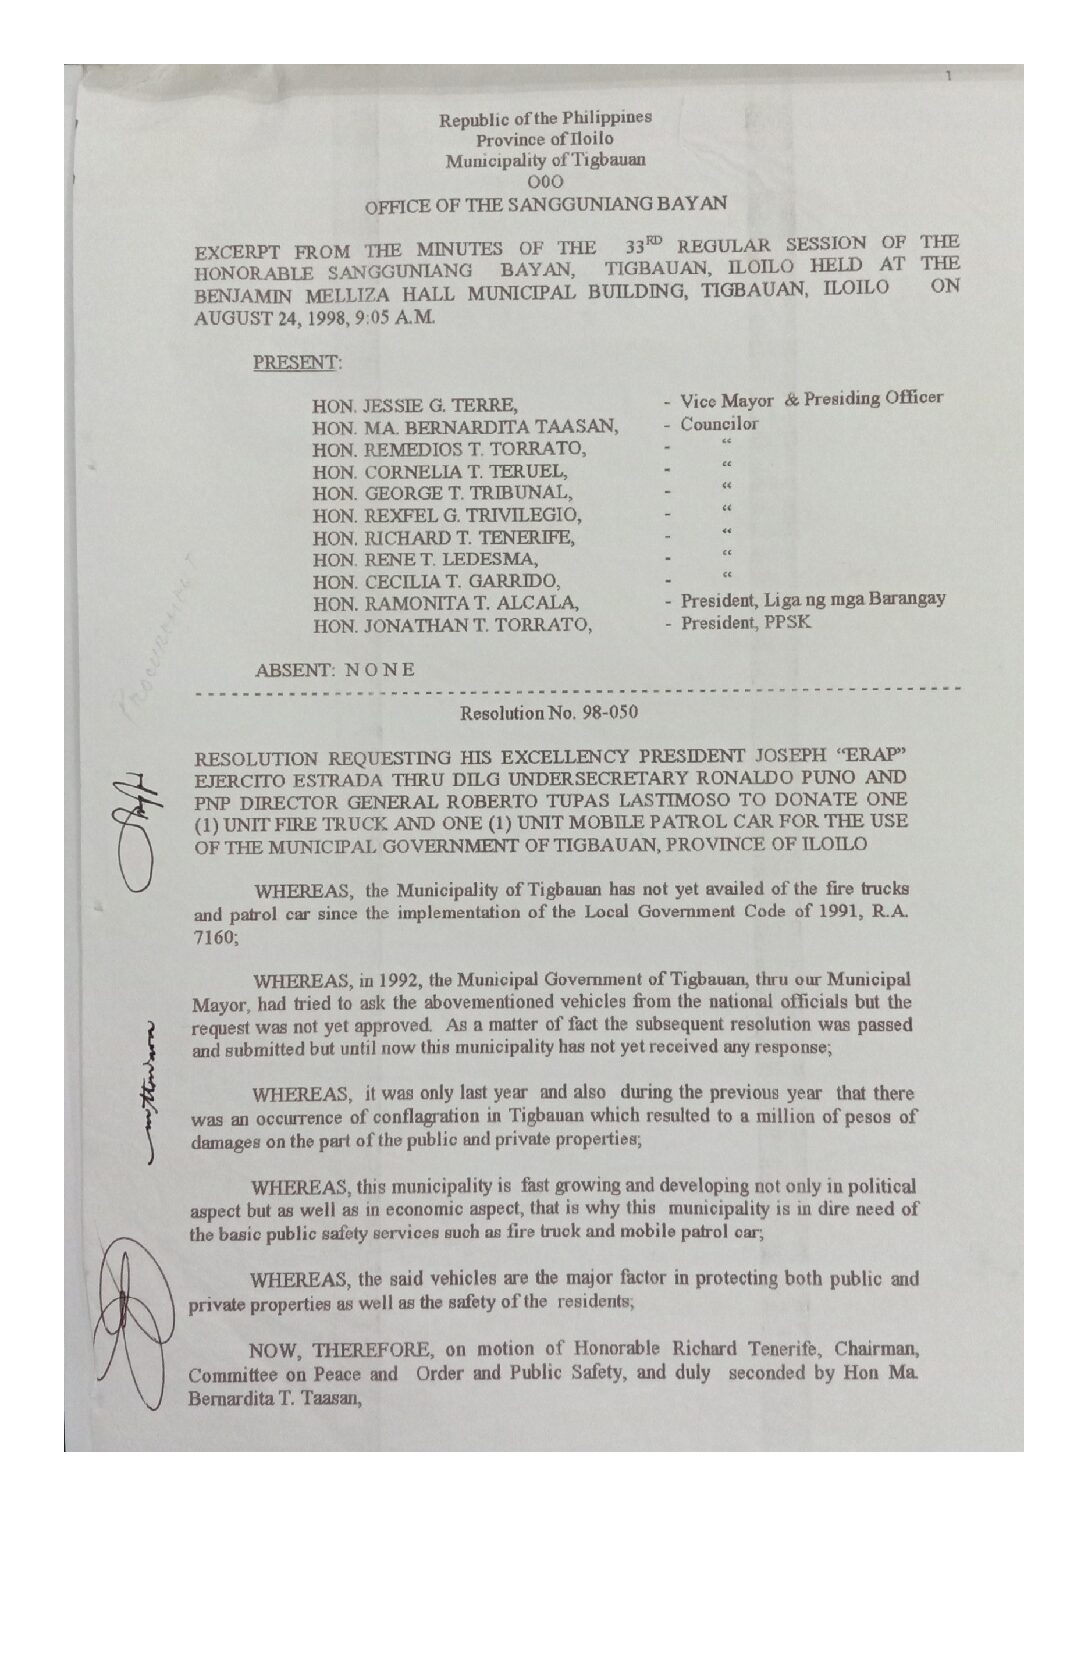 1
Republic of the Philippines
Province of Iloilo
Municipality of Tigbauan
OOO
OFFICE OF THE SANGGUNIANG BAYAN
EXCERPT FROM THE MINUTES OF THE 33RD REGULAR SESSION OF THE
HONORABLE SANGGUNIANG BAYAN, TIGBAUAN, ILOILO HELD AT THE
BENJAMIN MELLIZA HALL MUNICIPAL BUILDING, TIGBAUAN, ILOILO ON
AUGUST 24, 1998, 9:05 A.M.
PRESENT:
HON. JESSIE G. TERRE, - Vice Mayor & Presiding Officer
HON. MA. BERNARDITA TAASAN, - Councilor
HON. REMEDIOS T. TORRATO, - “
HON. CORNELIA T. TERUEL, - “
HON. GEORGE T. TRIBUNAL, - “
HON. REXFEL G. TRIVILEGIO, - “
HON. RICHARD T. TENERIFE, - “
HON. RENE T. LEDESMA, - “
HON. CECILIA T. GARRIDO, - “
HON. RAMONITA T. ALCALA, - President, Liga ng mga Barangay
HON. JONATHAN T. TORRATO, - President, PPSK
ABSENT: N O N E
Resolution No. 98-050
RESOLUTION REQUESTING HIS EXCELLENCY PRESIDENT JOSEPH “ERAP”
EJERCITO ESTRADA THRU DILG UNDERSECRETARY RONALDO PUNO AND
PNP DIRECTOR GENERAL ROBERTO TUPAS LASTIMOSO TO DONATE ONE
(1) UNIT FIRE TRUCK AND ONE (1) UNIT MOBILE PATROL CAR FOR THE USE
OF THE MUNICIPAL GOVERNMENT OF TIGBAUAN, PROVINCE OF ILOILO
WHEREAS, the Municipality of Tigbauan has not yet availed of the fire trucks
and patrol car since the implementation of the Local Government Code of 1991, R.A.
7160;
WHEREAS, in 1992, the Municipal Government of Tigbauan, thru our Municipal
Mayor, had tried to ask the abovementioned vehicles from the national officials but the
request was not yet approved. As a matter of fact the subsequent resolution was passed
and submitted but until now this municipality has not yet received any response;
WHEREAS, it was only last year and also during the previous year that there
was an occurrence of conflagration in Tigbauan which resulted to a million of pesos of
damages on the part of the public and private properties;
WHEREAS, this municipality is fast growing and developing not only in political
aspect but as well as in economic aspect, that is why this municipality is in dire need of
the basic public safety services such as fire truck and mobile patrol car;
WHEREAS, the said vehicles are the major factor in protecting both public and
private properties as well as the safety of the residents;
NOW, THEREFORE, on motion of Honorable Richard Tenerife, Chairman,
Committee on Peace and Order and Public Safety, and duly seconded by Hon Ma.
Bernardita T. Taasan,